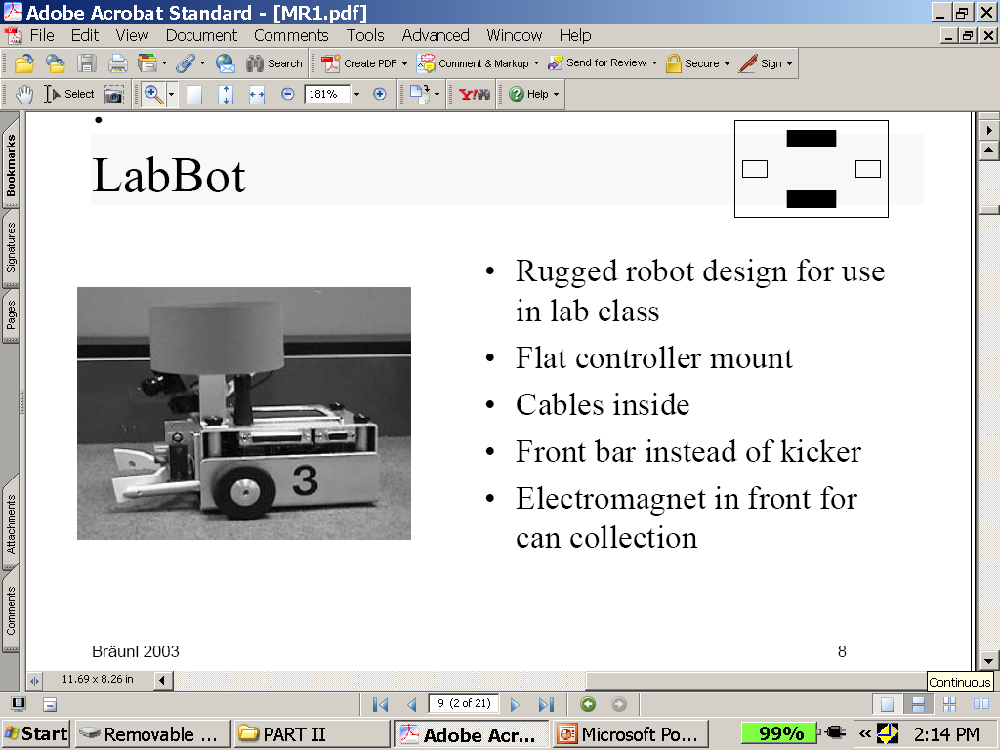 Adobe Acrobat Standard - [MR1.pdf]
File Edit View Document Comments Tools Advanced Window Help
Search Create PDF Comment & Markup Send for Review Secure Sign
Select 181% Y! Help
Bookmarks
Signatures
Pages
Attachments
Comments
•
LabBot
• Rugged robot design for use
in lab class
• Flat controller mount
• Cables inside
• Front bar instead of kicker
• Electromagnet in front for
can collection
3
Bräunl 2003
8
11.69 x 8.26 in
Continuous
9 (2 of 21)
Start Removable ... PART II Adobe Acr... Microsoft Po... 99% « 2:14 PM